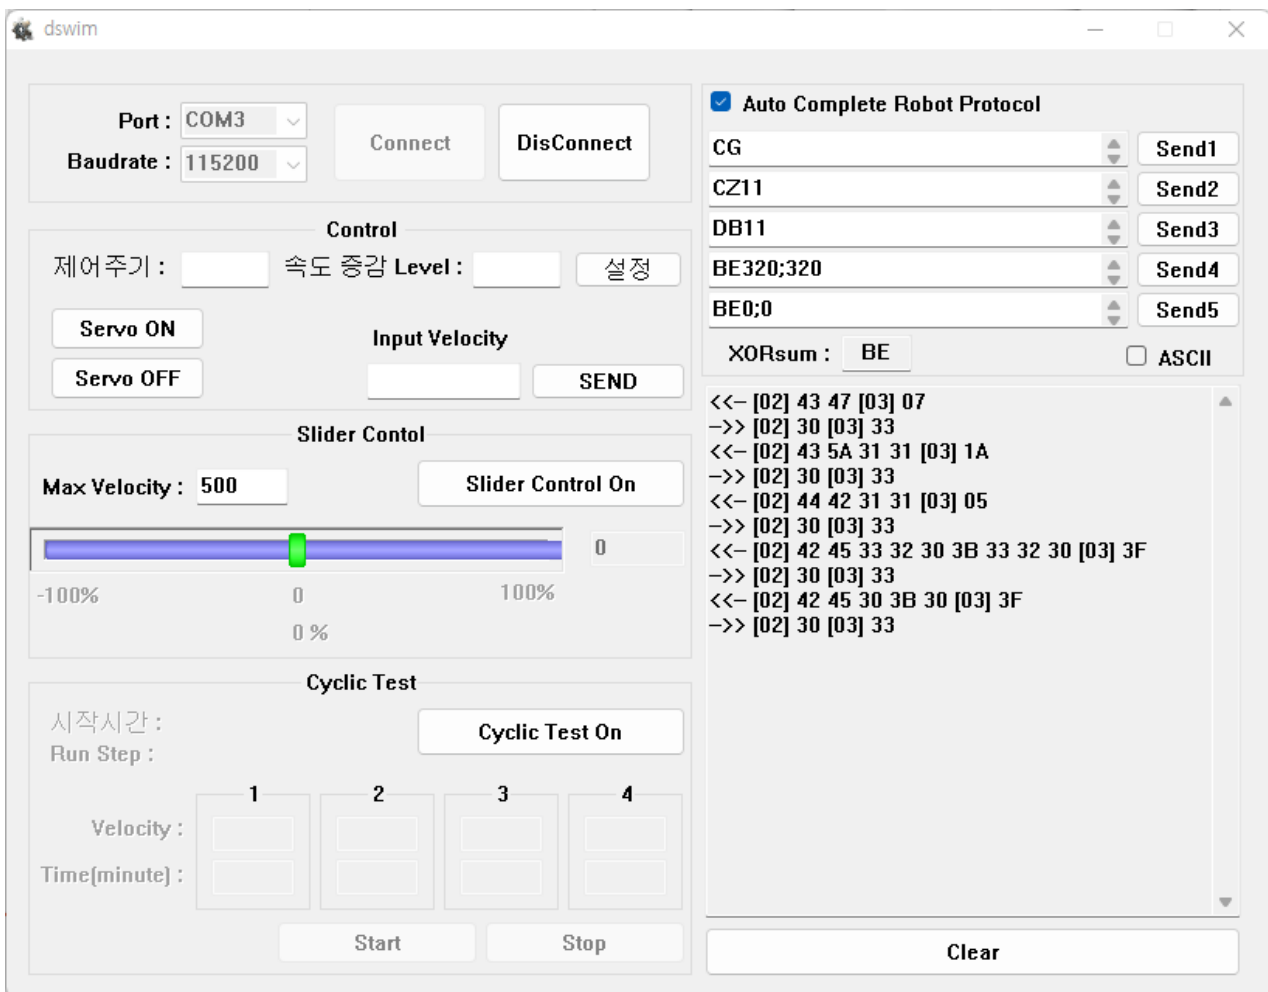 dswim
Port : COM3
Baudrate : 115200
Connect
DisConnect
Control
제어주기 :
속도 증감 Level :
설정
Servo ON
Servo OFF
Input Velocity
SEND
Slider Contol
Max Velocity : 500
Slider Control On
0
-100%
0
100%
0 %
Cyclic Test
시작시간 :
Run Step :
Cyclic Test On
1
2
3
4
Velocity :
Time(minute) :
Start
Stop
Auto Complete Robot Protocol
CG
Send1
CZ11
Send2
DB11
Send3
BE320;320
Send4
BE0;0
Send5
XORsum : BE
ASCII
<<- [02] 43 47 [03] 07
->> [02] 30 [03] 33
<<- [02] 43 5A 31 31 [03] 1A
->> [02] 30 [03] 33
<<- [02] 44 42 31 31 [03] 05
->> [02] 30 [03] 33
<<- [02] 42 45 33 32 30 3B 33 32 30 [03] 3F
->> [02] 30 [03] 33
<<- [02] 42 45 30 3B 30 [03] 3F
->> [02] 30 [03] 33
Clear